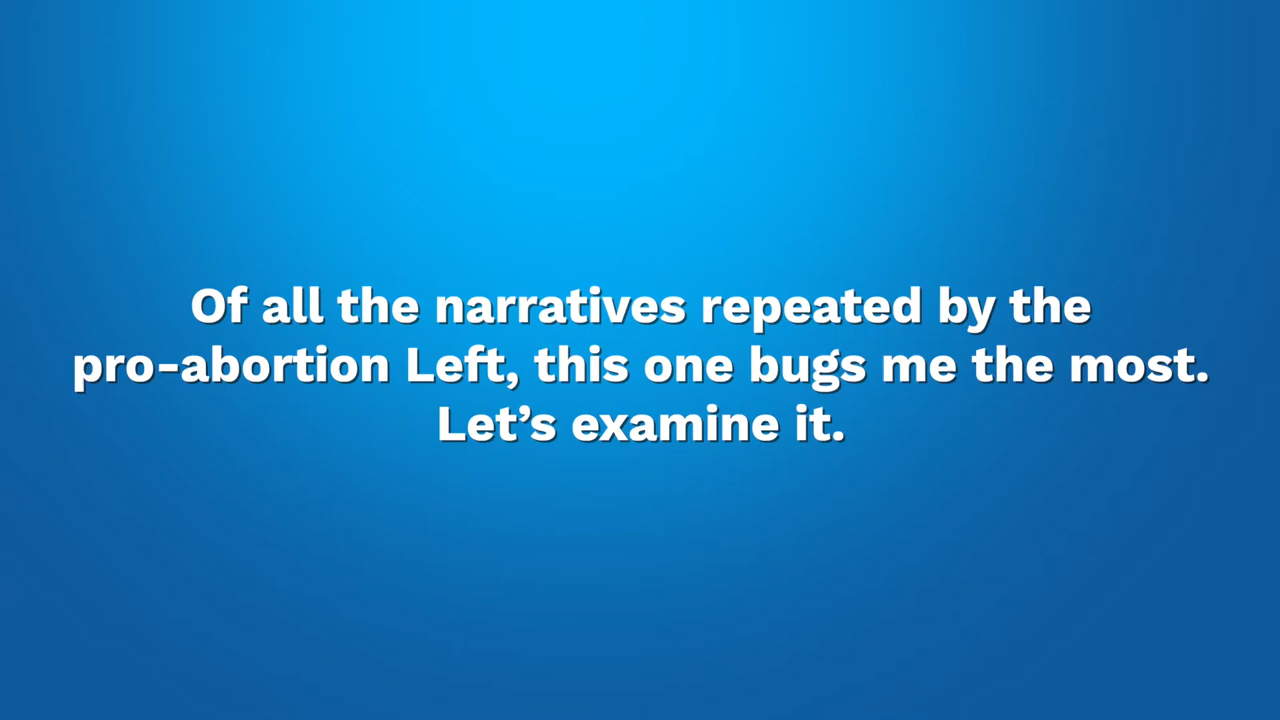 Of all the narratives repeated by the
pro-abortion Left, this one bugs me the most.
Let’s examine it.